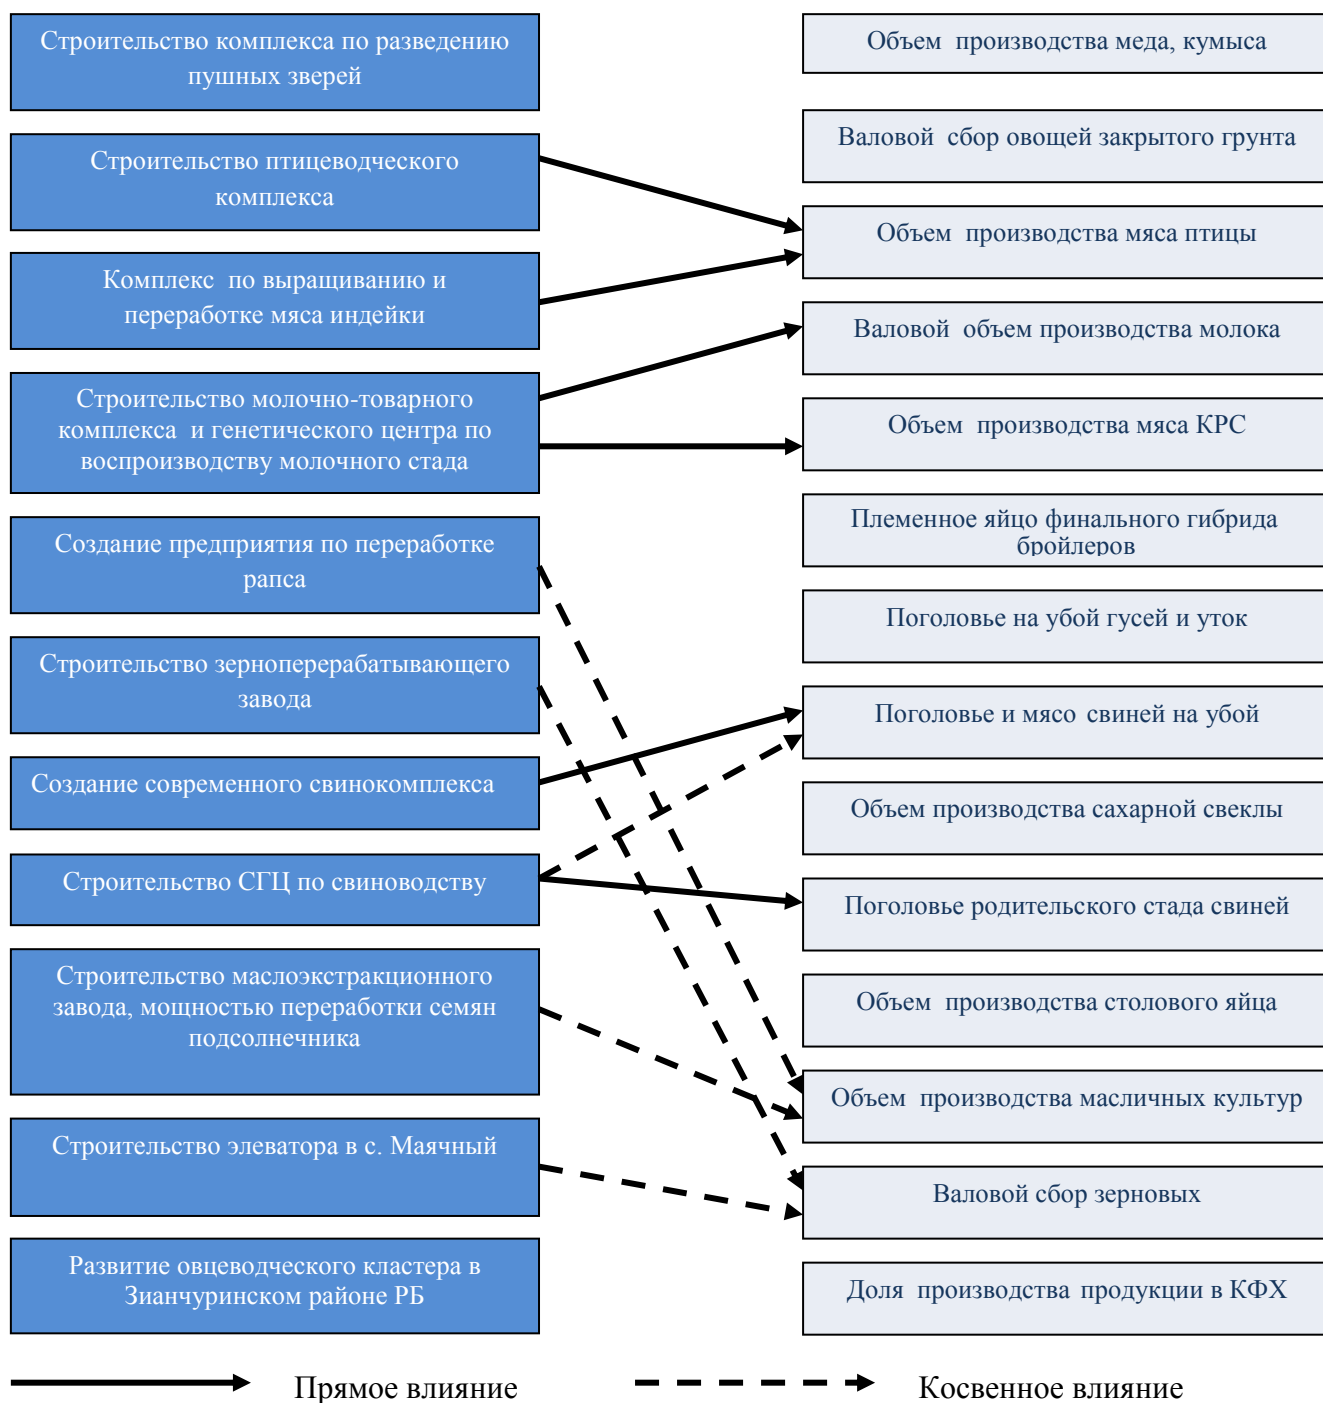 Строительство комплекса по разведению
пушных зверей
Строительство птицеводческого
комплекса
Комплекс по выращиванию и
переработке мяса индейки
Строительство молочно-товарного
комплекса и генетического центра по
воспроизводству молочного стада
Создание предприятия по переработке
рапса
Строительство зерноперерабатывающего
завода
Создание современного свинокомплекса
Строительство СГЦ по свиноводству
Строительство маслоэкстракционного
завода, мощностью переработки семян
подсолнечника
Строительство элеватора в с. Маячный
Развитие овцеводческого кластера в
Зианчуринском районе РБ
Объем производства меда, кумыса
Валовой сбор овощей закрытого грунта
Объем производства мяса птицы
Валовой объем производства молока
Объем производства мяса КРС
Племенное яйцо финального гибрида
бройлеров
Поголовье на убой гусей и уток
Поголовье и мясо свиней на убой
Объем производства сахарной свеклы
Поголовье родительского стада свиней
Объем производства столового яйца
Объем производства масличных культур
Валовой сбор зерновых
Доля производства продукции в КФХ
Прямое влияние
Косвенное влияние